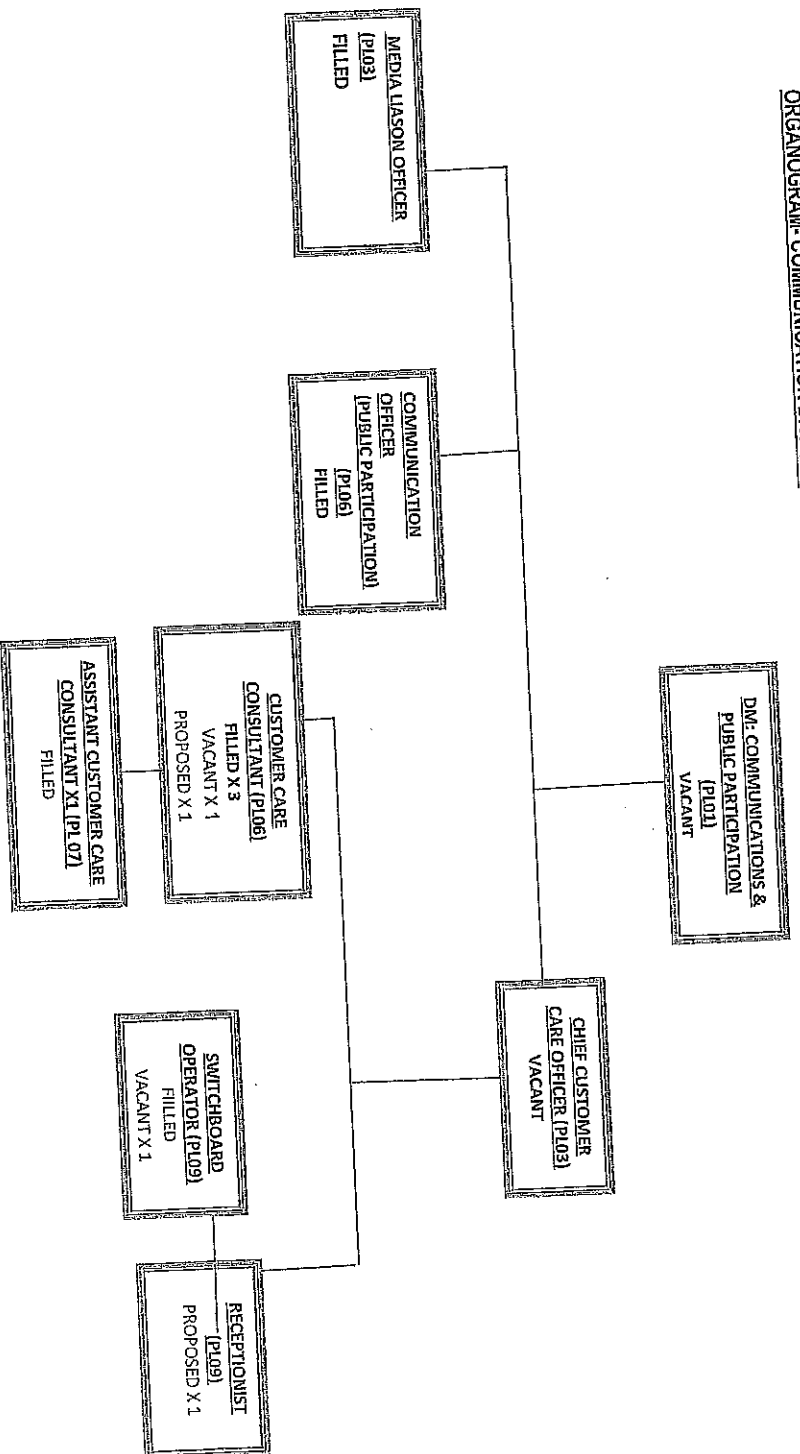 ORGANOGRAM- COMMUNICATION
DM: COMMUNICATIONS &
PUBLIC PARTICIPATION
(PL01)
VACANT
MEDIA LIASON OFFICER
(PL03)
FILLED
COMMUNICATION
OFFICER
(PUBLIC PARTICIPATION)
(PL06)
FILLED
CHIEF CUSTOMER
CARE OFFICER (PL03)
VACANT
CUSTOMER CARE
CONSULTANT (PL06)
FILLED X 3
VACANT X 1
PROPOSED X 1
ASSISTANT CUSTOMER CARE
CONSULTANT X1 (PL 07)
FILLED
SWITCHBOARD
OPERATOR (PL09)
FIILLED
VACANT X 1
RECEPTIONIST
(PL09)
PROPOSED X 1